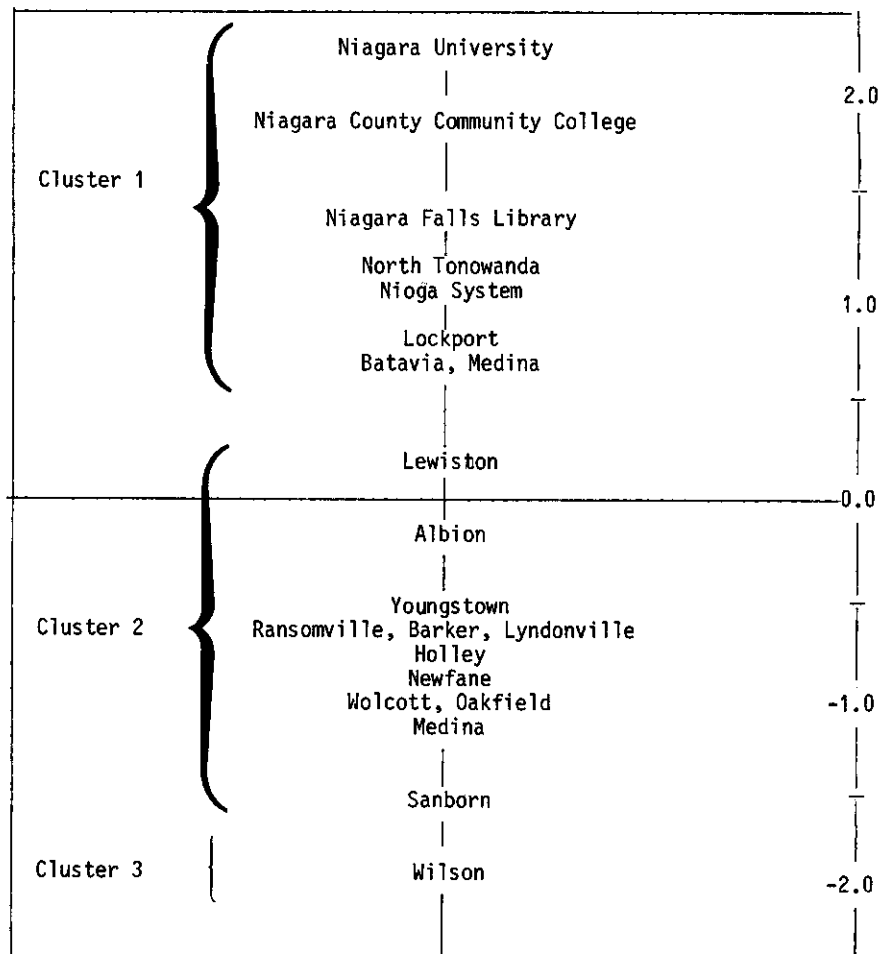 Niagara University
2.0
Niagara County Community College
Cluster 1
Niagara Falls Library
North Tonowanda
Nioga System
1.0
Lockport
Batavia, Medina
Lewiston
0.0
Albion
Youngstown
Cluster 2
Ransomville, Barker, Lyndonville
Holley
Newfane
Wolcott, Oakfield
-1.0
Medina
Sanborn
Cluster 3
Wilson
-2.0